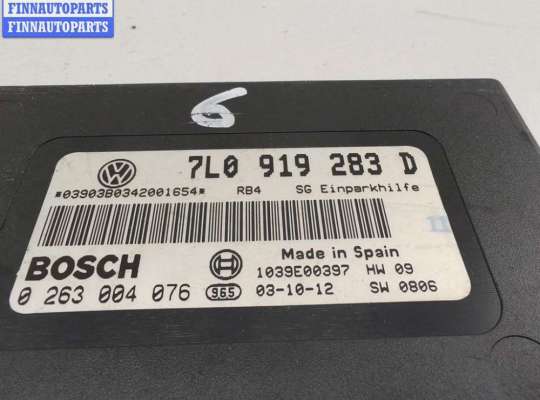 FINNAUTOPARTS
FINNAUTOPARTS
6
7L0 919 283 D
*03903B0342001654* RB4 SG Einparkhilfe
BOSCH
Made in Spain
1039E00397 HW 09
0 263 004 076 965 03-10-12 SW 0806